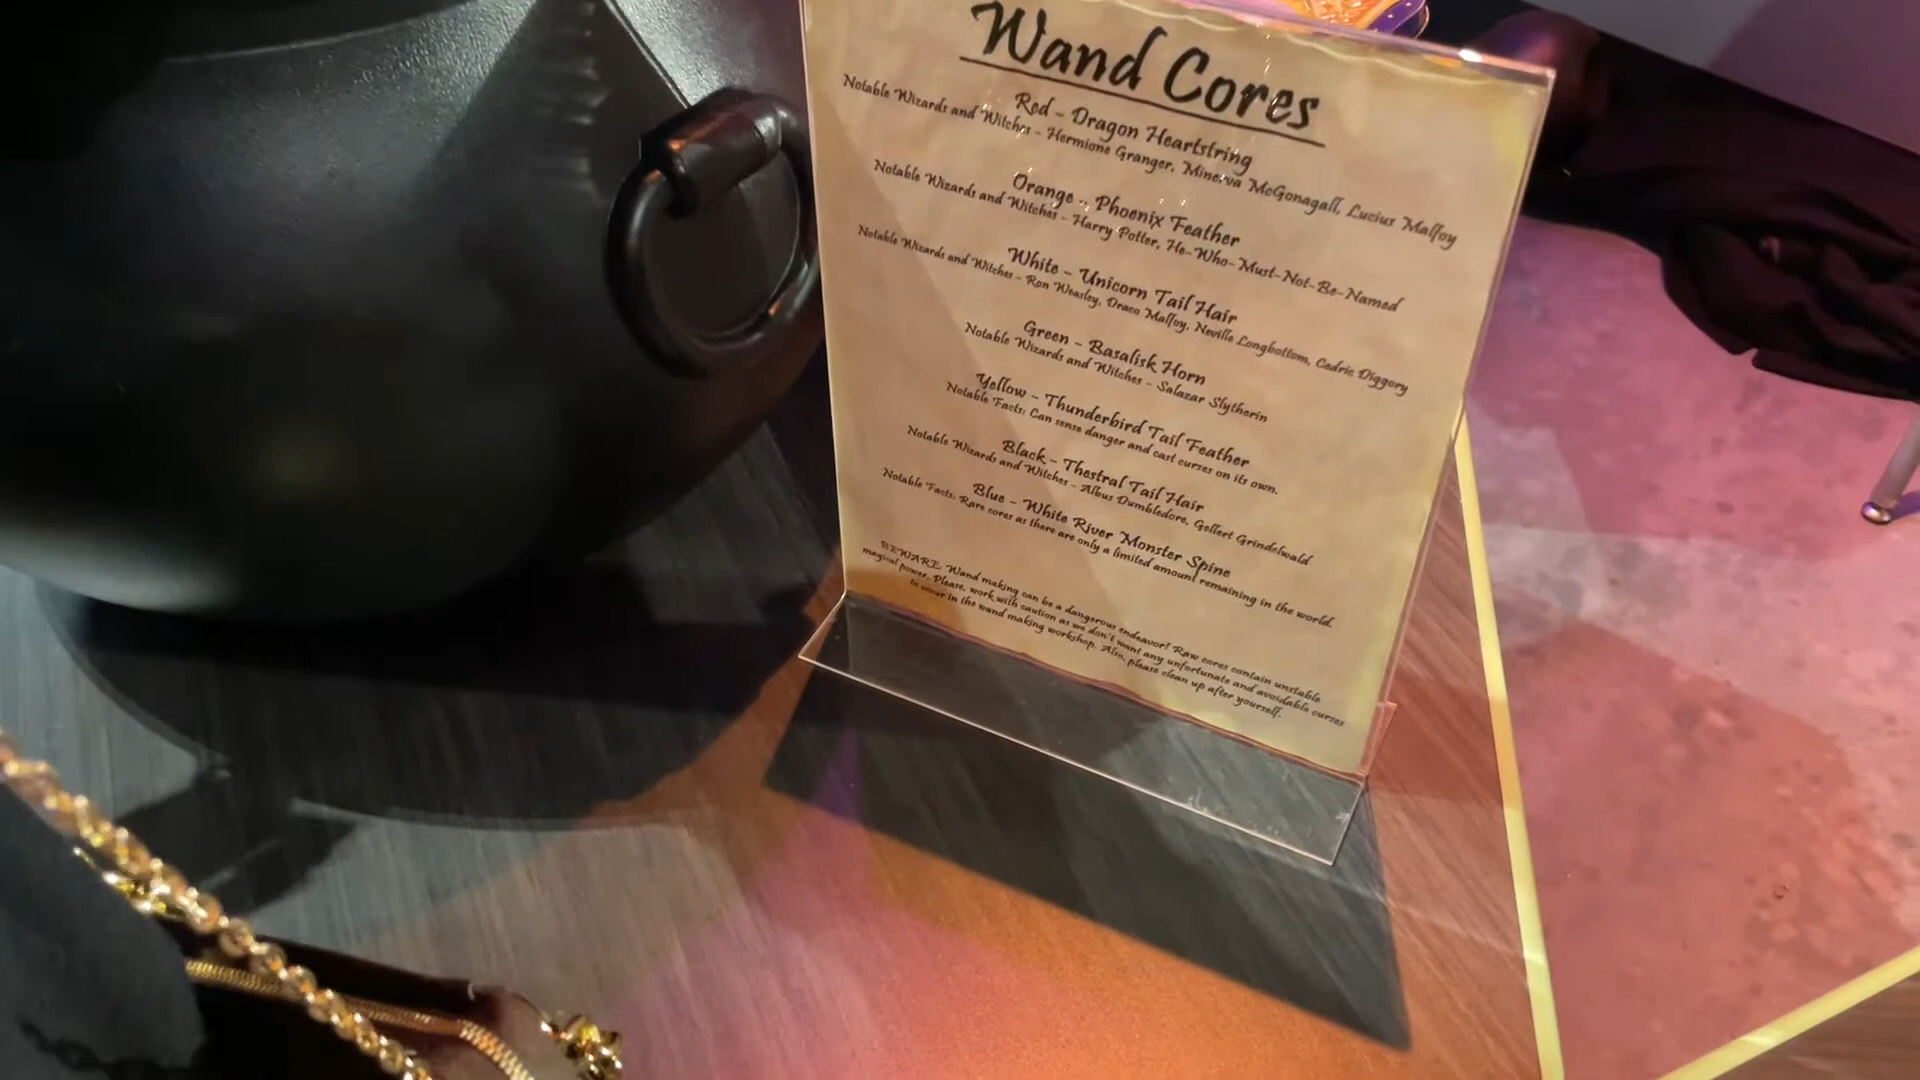 Wand Cores
Red - Dragon Heartstring
Notable Wizards and Witches - Hermione Granger, Minerva McGonagall, Lucius Malfoy
Orange - Phoenix Feather
Notable Wizards and Witches - Harry Potter, He-Who-Must-Not-Be-Named
White - Unicorn Tail Hair
Notable Wizards and Witches - Ron Weasley, Draco Malfoy, Neville Longbottom, Cedric Diggory
Green - Basalisk Horn
Notable Wizards and Witches - Salazar Slytherin
Yellow - Thunderbird Tail Feather
Notable Facts: Can sense danger and cast curses on its own.
Black - Thestral Tail Hair
Notable Wizards and Witches - Albus Dumbledore, Gellert Grindelwald
Blue - White River Monster Spine
Notable Facts: Rare cores as there are only a limited amount remaining in the world.
BEWARE: Wand making can be a dangerous endeavor! Raw cores contain unstable
magical power. Please, work with caution as we don't want any unfortunate and avoidable curses
to occur in the wand making workshop. Also, please clean up after yourself.